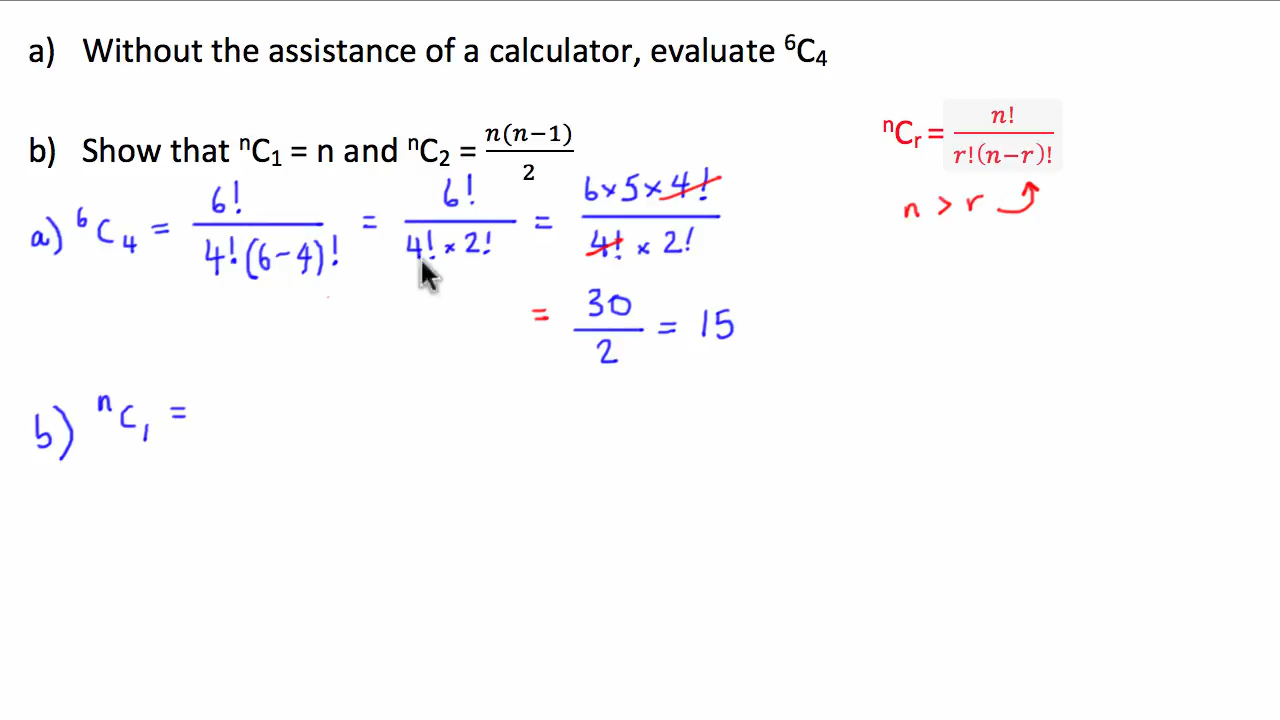 a) Without the assistance of a calculator, evaluate ⁶C₄
b) Show that ⁿC₁ = n and ⁿC₂ = n(n−1)/2
ⁿCᵣ = n!/r!(n−r)!
n > r
a) ⁶C₄ = 6!/4!(6-4)! = 6!/4! × 2! = 6×5×4!/4! × 2!
= 30/2 = 15
b) ⁿC₁ =